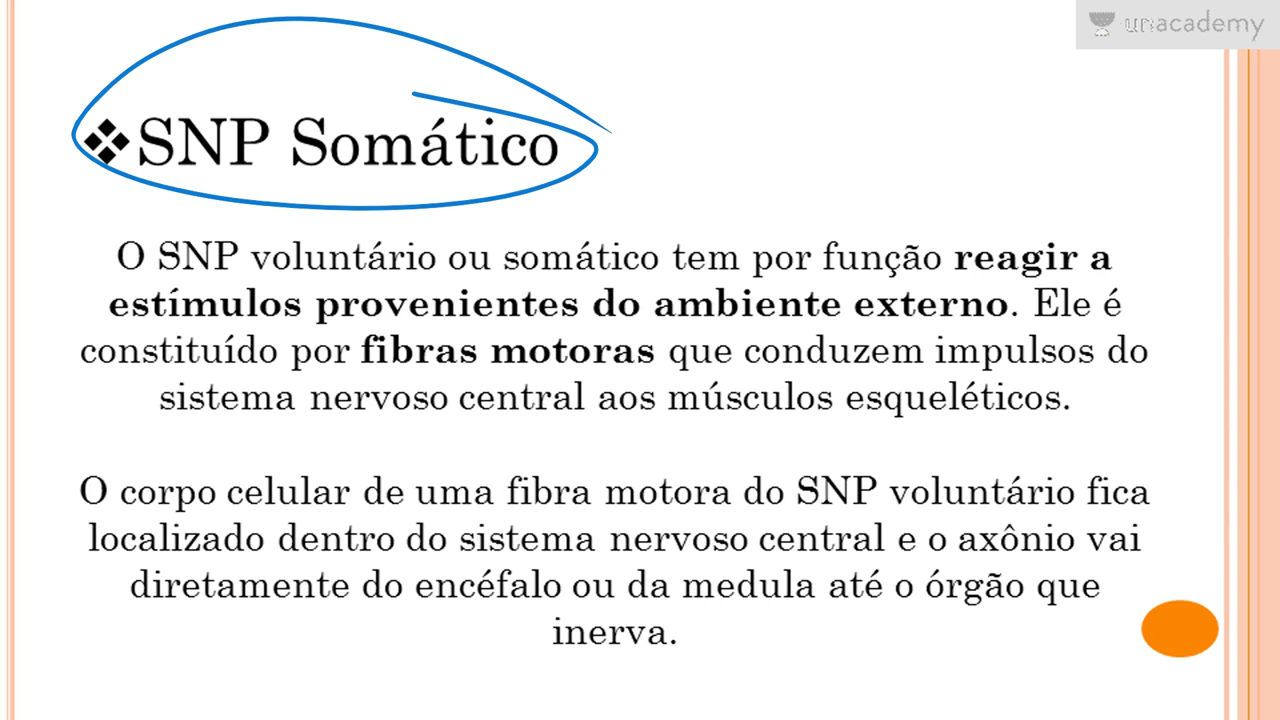 unacademy
❖SNP Somático
O SNP voluntário ou somático tem por função reagir a
estímulos provenientes do ambiente externo. Ele é
constituído por fibras motoras que conduzem impulsos do
sistema nervoso central aos músculos esqueléticos.
O corpo celular de uma fibra motora do SNP voluntário fica
localizado dentro do sistema nervoso central e o axônio vai
diretamente do encéfalo ou da medula até o órgão que
inerva.